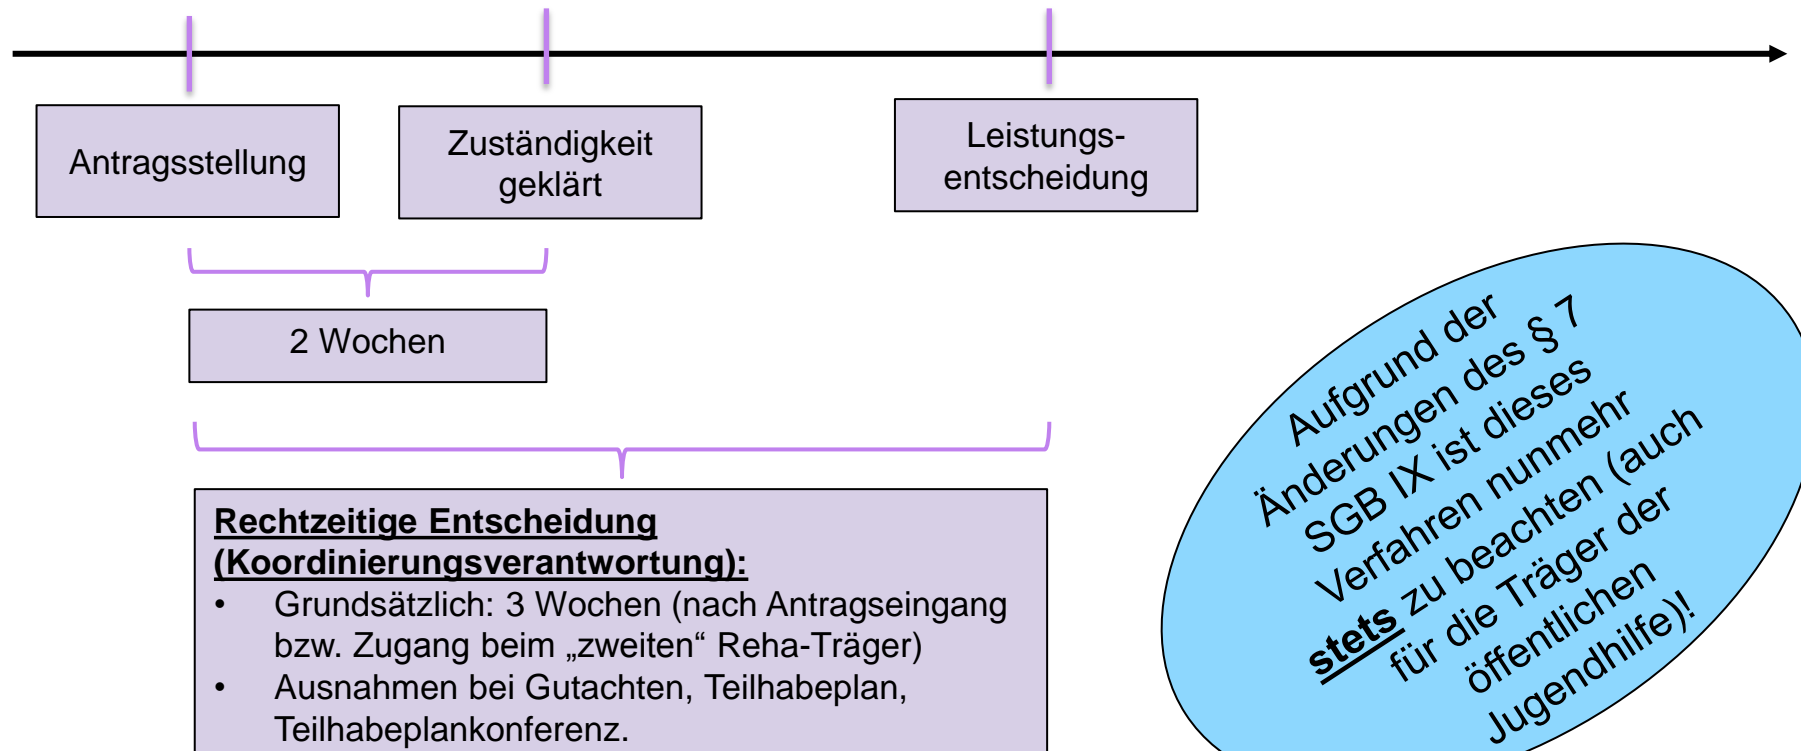 Antragsstellung
Zuständigkeit
geklärt
Leistungs-
entscheidung
2 Wochen
Rechtzeitige Entscheidung
(Koordinierungsverantwortung):
• Grundsätzlich: 3 Wochen (nach Antragseingang
bzw. Zugang beim „zweiten“ Reha-Träger)
• Ausnahmen bei Gutachten, Teilhabeplan,
Teilhabeplankonferenz.
Aufgrund der
Änderungen des § 7
SGB IX ist dieses
Verfahren nunmehr
stets zu beachten (auch
für die Träger der
öffentlichen
Jugendhilfe)!